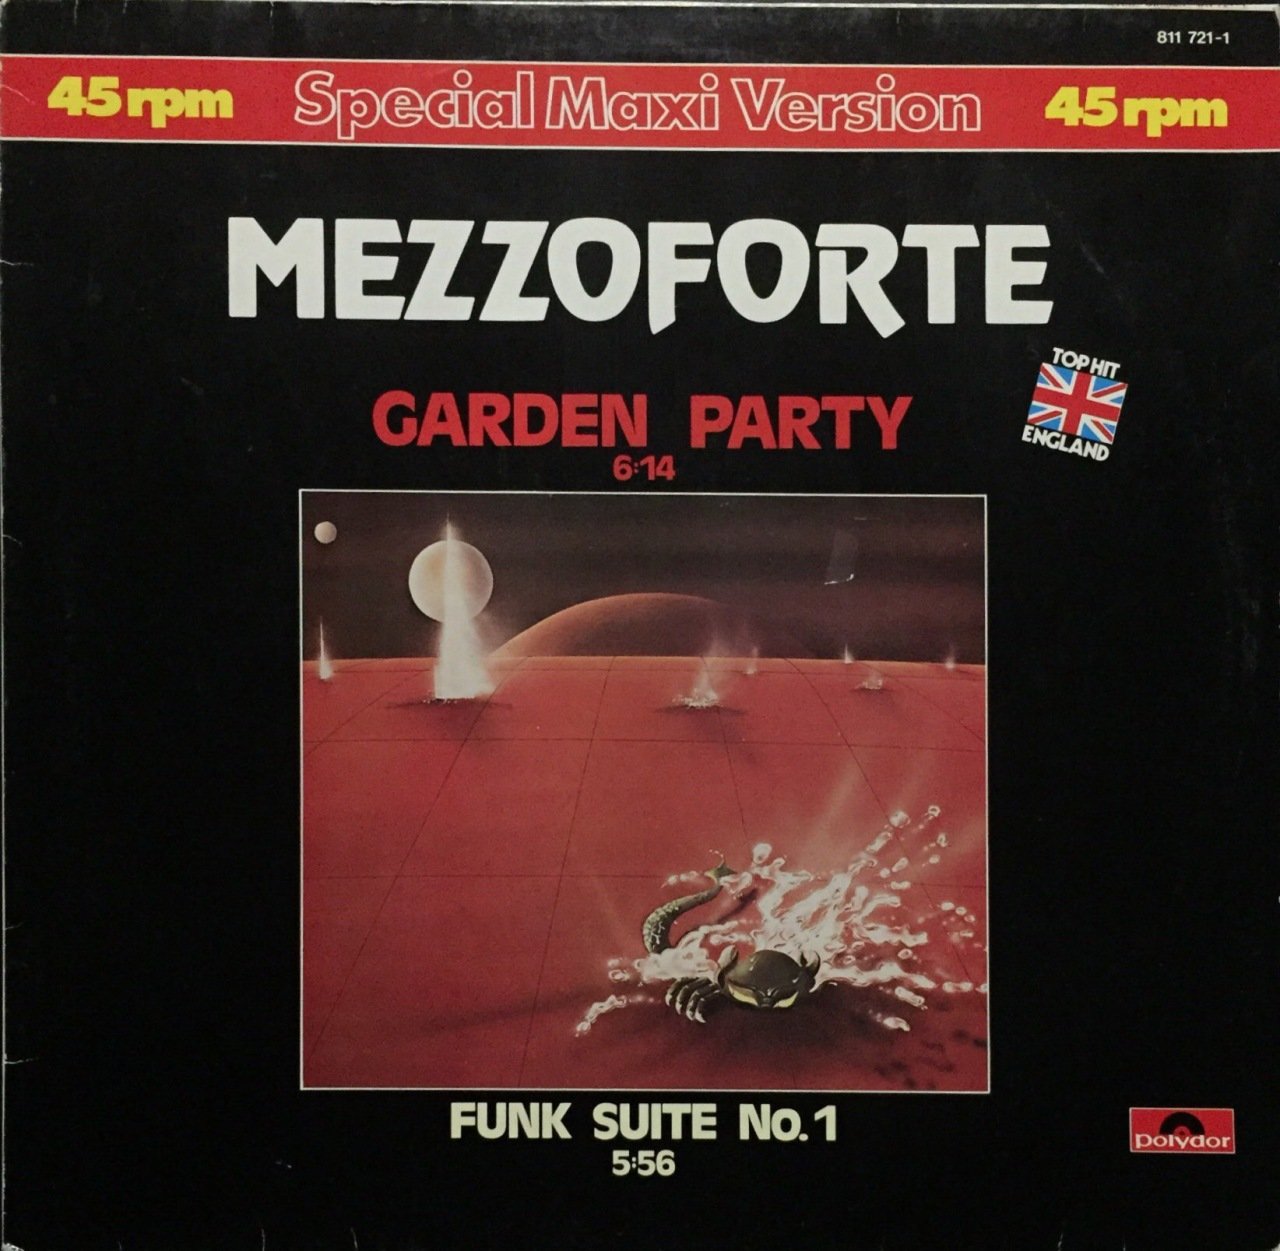 811 721-1
45 rpm Special Maxi Version 45 rpm
MEZZOFORTE
TOP HIT
ENGLAND
GARDEN PARTY
6:14
FUNK SUITE No. 1
5:56
polydor